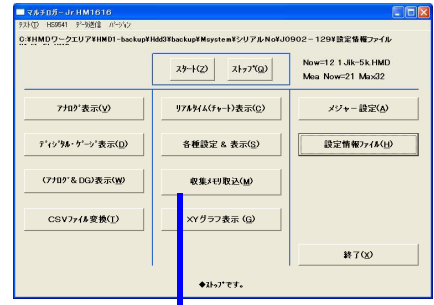 マルチロガ-Jr HM1616
ﾃｽﾄ(T) HS9541 ﾃﾞｰﾀ送信 ﾊﾞｰｼﾞｮﾝ
C:¥HMDワークエリア¥HMD1-backup¥Hdd3¥backup¥Msystem¥シリアルNo¥J0902-129¥設定情報ファイル
ｽﾀｰﾄ(Z) ｽﾄｯﾌﾟ(Q)
Now=12 1 Jik-5k.HMD
Mea Now=21 Max32
ｱﾅﾛｸﾞ表示(V) ﾘｱﾙﾀｲﾑ(ﾁｬｰﾄ)表示(C) メジャー設定(A)
ﾃﾞｨｼﾞﾀﾙ・ｹﾞｰｼﾞ表示(D) 各種設定 & 表示(S) 設定情報ﾌｧｲﾙ(H)
(ｱﾅﾛｸﾞ& DG)表示(W) 収集ﾒﾓﾘ取込(M)
CSVﾌｧｲﾙ変換(T) XYグラフ表示 (G)
終了(X)
◆ｽﾄｯﾌﾟです。